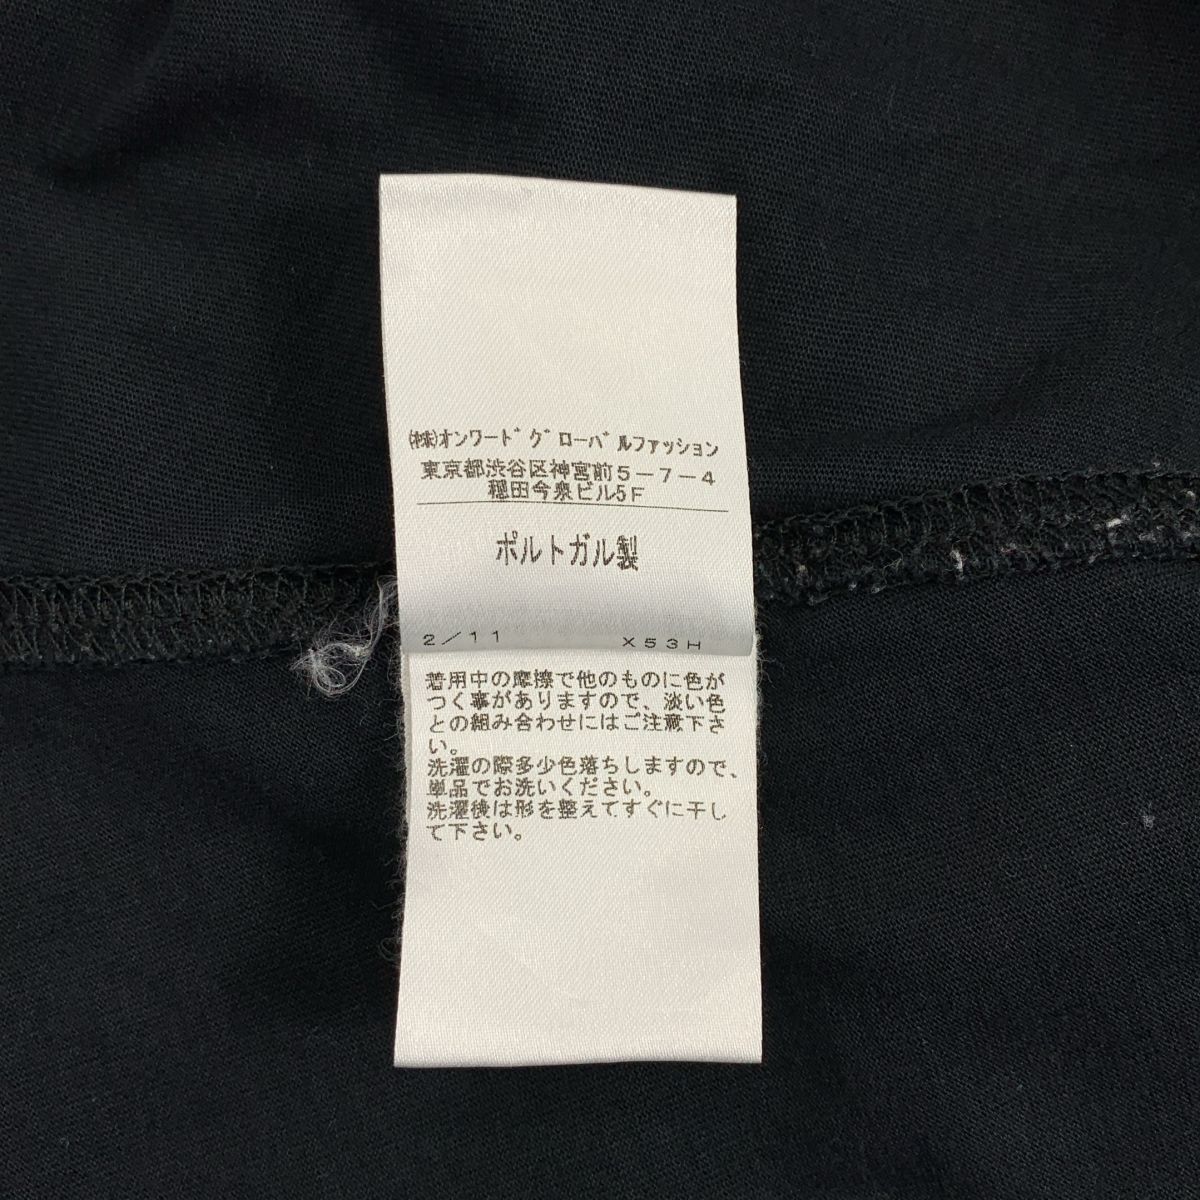 ㈱オンワードグローバルファッション
東京都渋谷区神宮前5-7-4
穏田今泉ビル5F
ポルトガル製
2/11 X53H
着用中の摩擦で他のものに色が
つく事がありますので、淡い色
との組み合わせにはご注意下さ
い。
洗濯の際多少色落ちしますので、
単品でお洗いください。
洗濯後は形を整えてすぐに干し
て下さい。